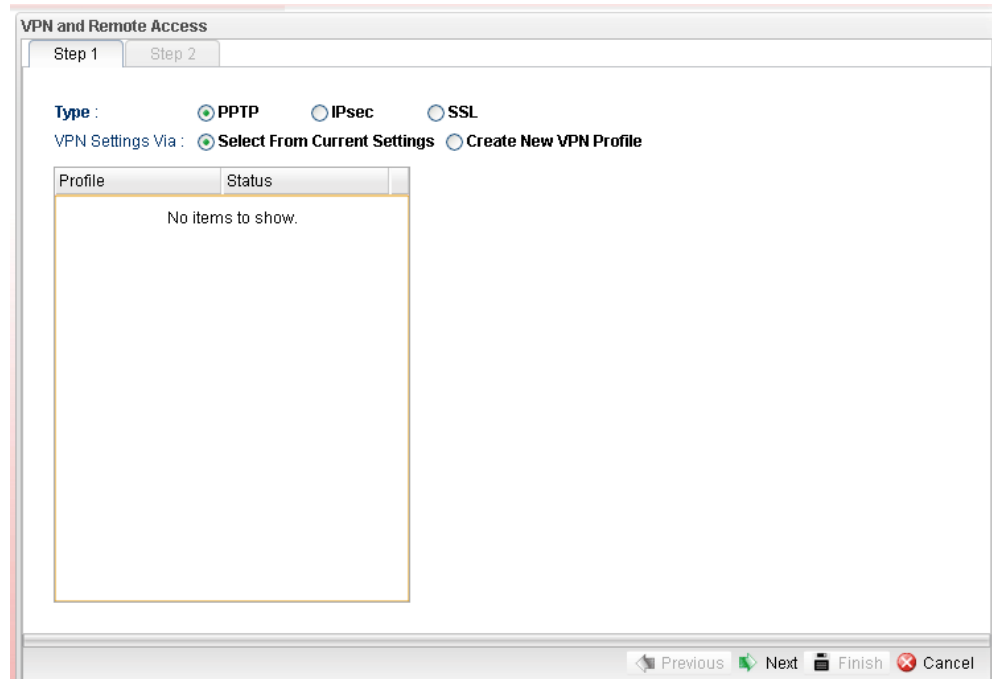 VPN and Remote Access
Step 1 Step 2
Type : PPTP IPsec SSL
VPN Settings Via : Select From Current Settings Create New VPN Profile
Profile Status
No items to show.
Previous Next Finish Cancel